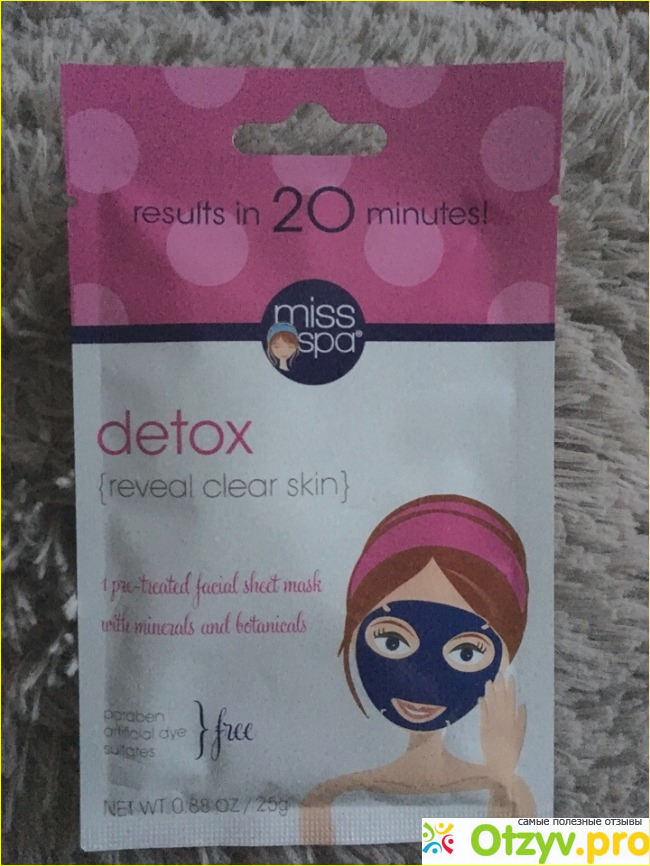 results in 20 minutes!
miss
spa®
detox
{reveal clear skin}
1 pre-treated facial sheet mask
with minerals and botanicals
paraben
artificial dye
sulfates
} free
NET WT 0.88 OZ / 25g
самые полезные отзывы
Otzyv.pro